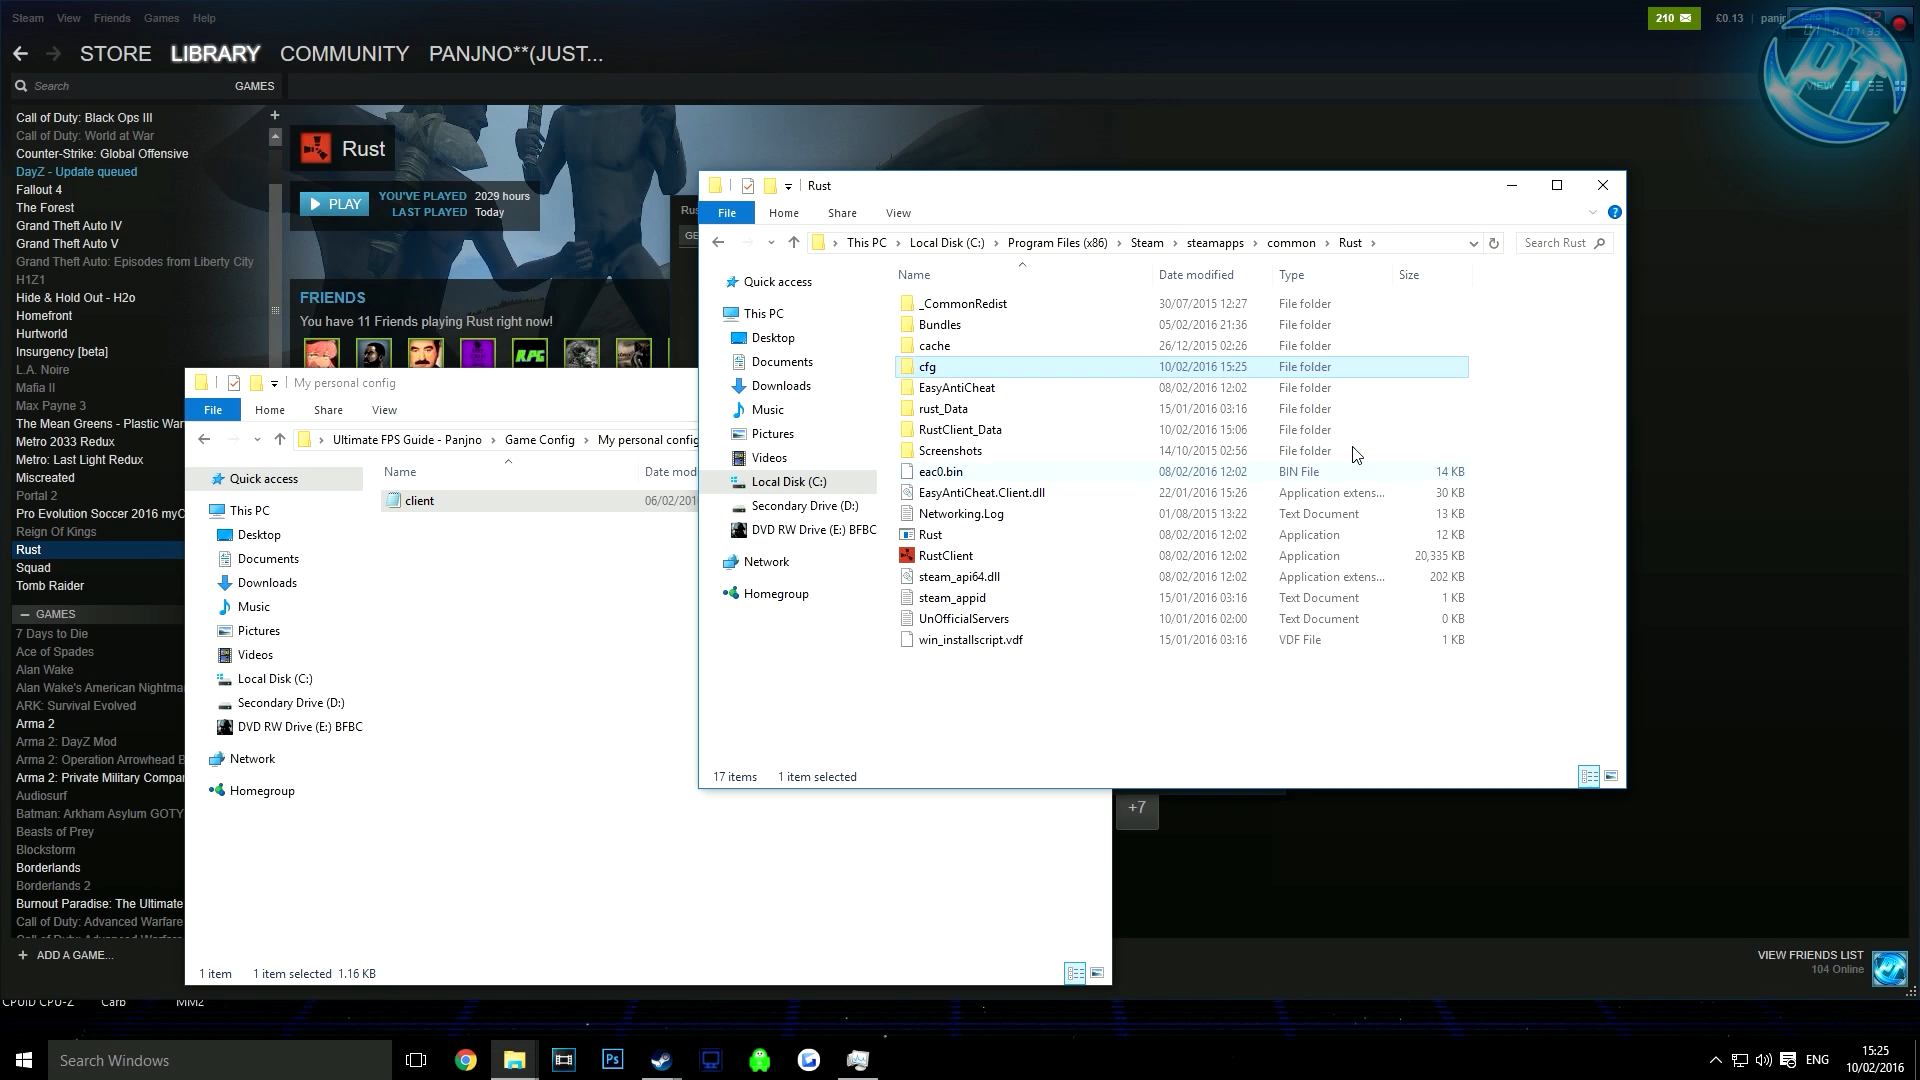 Steam View Friends Games Help
210 £0.13 panjr
STORE LIBRARY COMMUNITY PANJNO**(JUST...
Search GAMES
VIEW
Call of Duty: Black Ops III
Call of Duty: World at War
Counter-Strike: Global Offensive
DayZ - Update queued
Fallout 4
The Forest
Grand Theft Auto IV
Grand Theft Auto V
Grand Theft Auto: Episodes from Liberty City
H1Z1
Hide & Hold Out - H2o
Homefront
Hurtworld
Insurgency [beta]
L.A. Noire
Mafia II
Max Payne 3
The Mean Greens - Plastic War
Metro 2033 Redux
Metro: Last Light Redux
Miscreated
Portal 2
Pro Evolution Soccer 2016 myC
Reign Of Kings
Rust
Squad
Tomb Raider
GAMES
7 Days to Die
Ace of Spades
Alan Wake
Alan Wake's American Nightma
ARK: Survival Evolved
Arma 2
Arma 2: DayZ Mod
Arma 2: Operation Arrowhead B
Arma 2: Private Military Compar
Audiosurf
Batman: Arkham Asylum GOTY
Beasts of Prey
Blockstorm
Borderlands
Borderlands 2
Burnout Paradise: The Ultimate
Call of Duty: Advanced Warfare
+ ADD A GAME...
Rust
PLAY
YOU'VE PLAYED 2029 hours
LAST PLAYED Today
FRIENDS
You have 11 Friends playing Rust right now!
RPG
Rus
GE
+7
VIEW FRIENDS LIST
104 Online
My personal config
File Home Share View
Ultimate FPS Guide - Panjno > Game Config > My personal config
Name Date mod
client 06/02/201
Quick access
This PC
Desktop
Documents
Downloads
Music
Pictures
Videos
Local Disk (C:)
Secondary Drive (D:)
DVD RW Drive (E:) BFBC
Network
Homegroup
1 item 1 item selected 1.16 KB
Rust
File Home Share View
This PC > Local Disk (C:) > Program Files (x86) > Steam > steamapps > common > Rust >
Search Rust
Quick access
This PC
Desktop
Documents
Downloads
Music
Pictures
Videos
Local Disk (C:)
Secondary Drive (D:)
DVD RW Drive (E:) BFBC
Network
Homegroup
Name Date modified Type Size
_CommonRedist 30/07/2015 12:27 File folder
Bundles 05/02/2016 21:36 File folder
cache 26/12/2015 02:26 File folder
cfg 10/02/2016 15:25 File folder
EasyAntiCheat 08/02/2016 12:02 File folder
rust_Data 15/01/2016 03:16 File folder
RustClient_Data 10/02/2016 15:06 File folder
Screenshots 14/10/2015 02:56 File folder
eac0.bin 08/02/2016 12:02 BIN File 14 KB
EasyAntiCheat.Client.dll 22/01/2016 15:26 Application extens... 30 KB
Networking.Log 01/08/2015 13:22 Text Document 13 KB
Rust 08/02/2016 12:02 Application 12 KB
RustClient 08/02/2016 12:02 Application 20,335 KB
steam_api64.dll 08/02/2016 12:02 Application extens... 202 KB
steam_appid 15/01/2016 03:16 Text Document 1 KB
UnOfficialServers 10/01/2016 02:00 Text Document 0 KB
win_installscript.vdf 15/01/2016 03:16 VDF File 1 KB
17 items 1 item selected
CPUID CPU-Z Carb MM2
Search Windows
Ps
ENG
15:25
10/02/2016